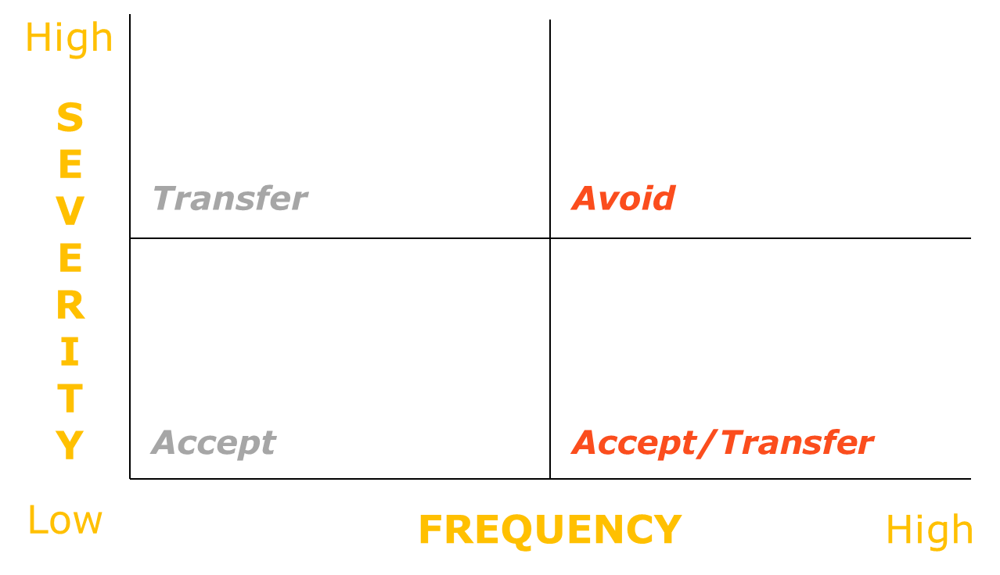 High
SEVERITY
Transfer
Avoid
Accept
Accept/Transfer
Low
FREQUENCY
High